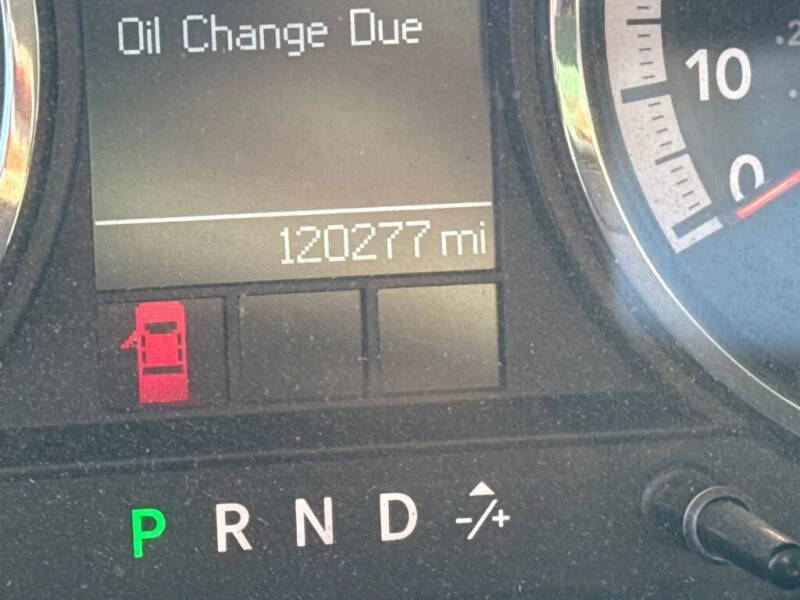 Oil Change Due
120277 mi
10
0
P R N D -/+